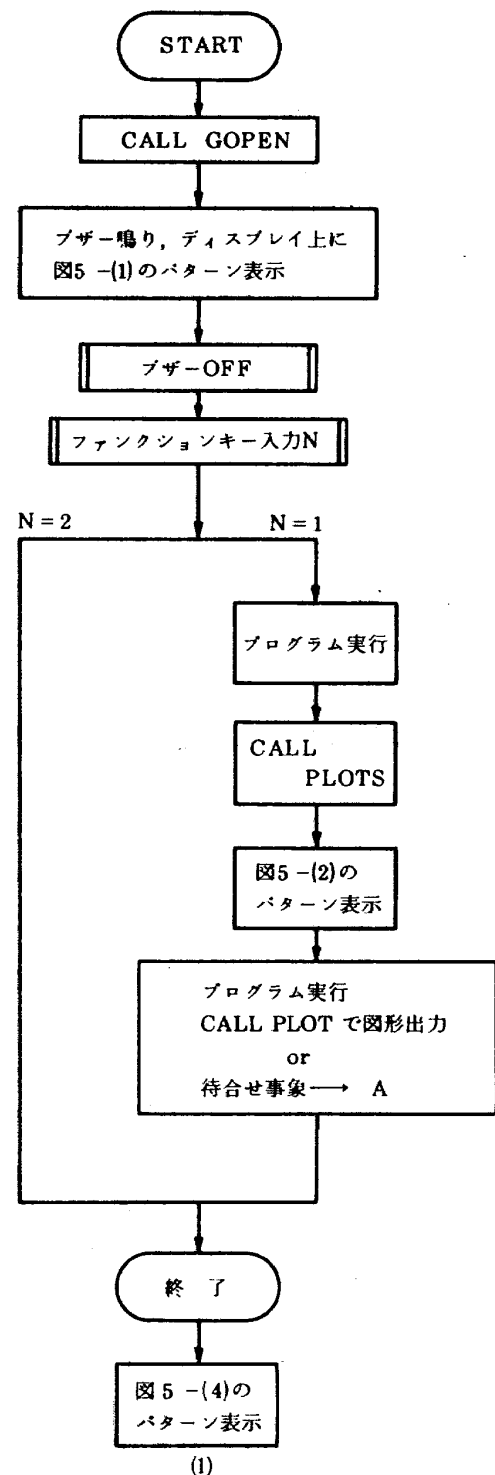 START
CALL GOPEN
ブザー鳴り，ディスプレイ上に
図5－(1)のパターン表示
ブザーOFF
ファンクションキー入力N
N = 2
N = 1
プログラム実行
CALL
PLOTS
図5－(2)の
パターン表示
プログラム実行
CALL PLOT で図形出力
or
待合せ事象─→ A
終 了
図5－(4)の
パターン表示
(1)